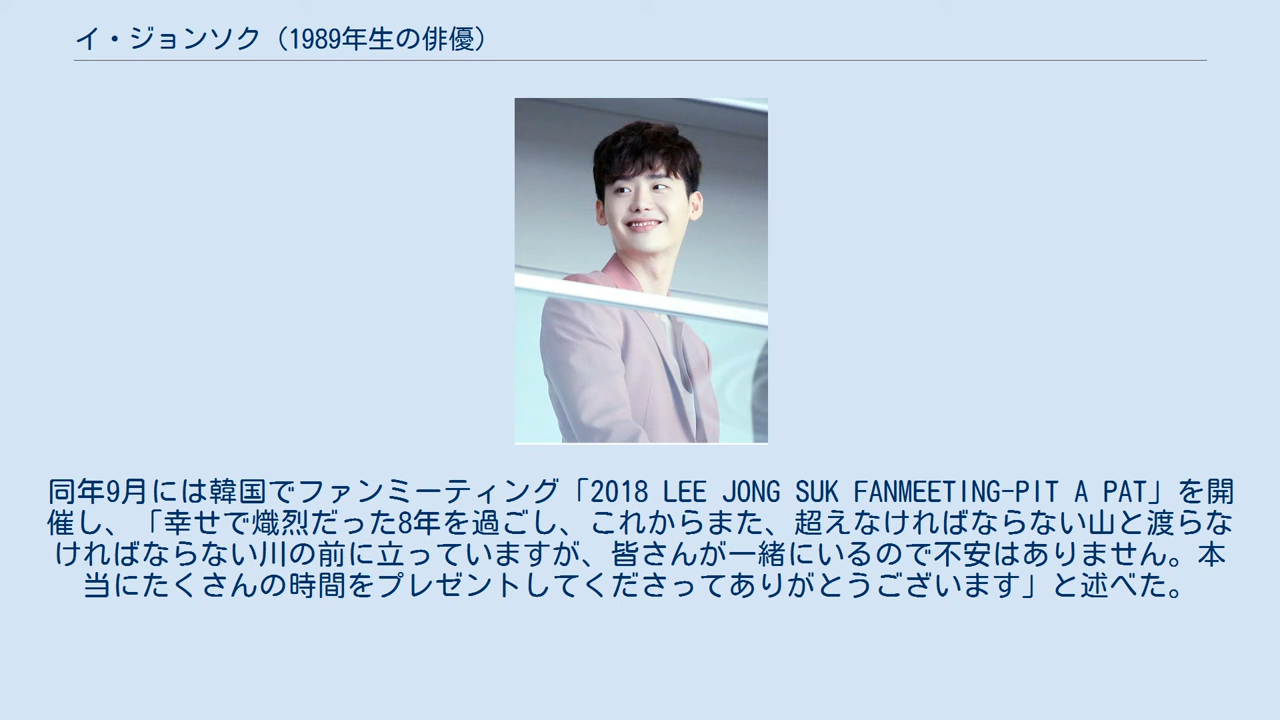 イ・ジョンソク（1989年生の俳優）
同年9月には韓国でファンミーティング「2018 LEE JONG SUK FANMEETING-PIT A PAT」を開
催し、「幸せで熾烈だった8年を過ごし、これからまた、超えなければならない山と渡らな
ければならない川の前に立っていますが、皆さんが一緒にいるので不安はありません。本
当にたくさんの時間をプレゼントしてくださってありがとうございます」と述べた。